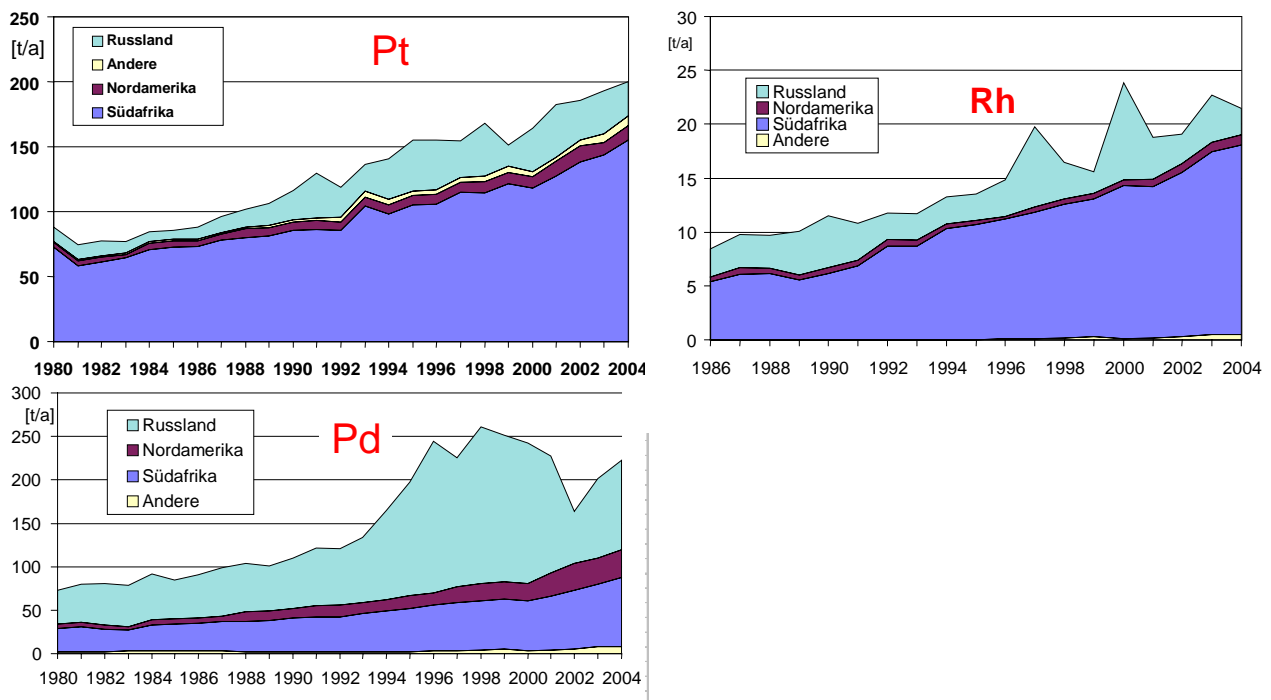 250
[t/a]
200
150
100
50
0
Russland
Andere
Nordamerika
Südafrika
Pt
1980 1982 1984 1986 1988 1990 1992 1994 1996 1998 2000 2002 2004
30
[t/a]
25
20
15
10
5
0
Russland
Nordamerika
Südafrika
Andere
Rh
1986 1988 1990 1992 1994 1996 1998 2000 2002 2004
300
[t/a]
250
200
150
100
50
0
Russland
Nordamerika
Südafrika
Andere
Pd
1980 1982 1984 1986 1988 1990 1992 1994 1996 1998 2000 2002 2004